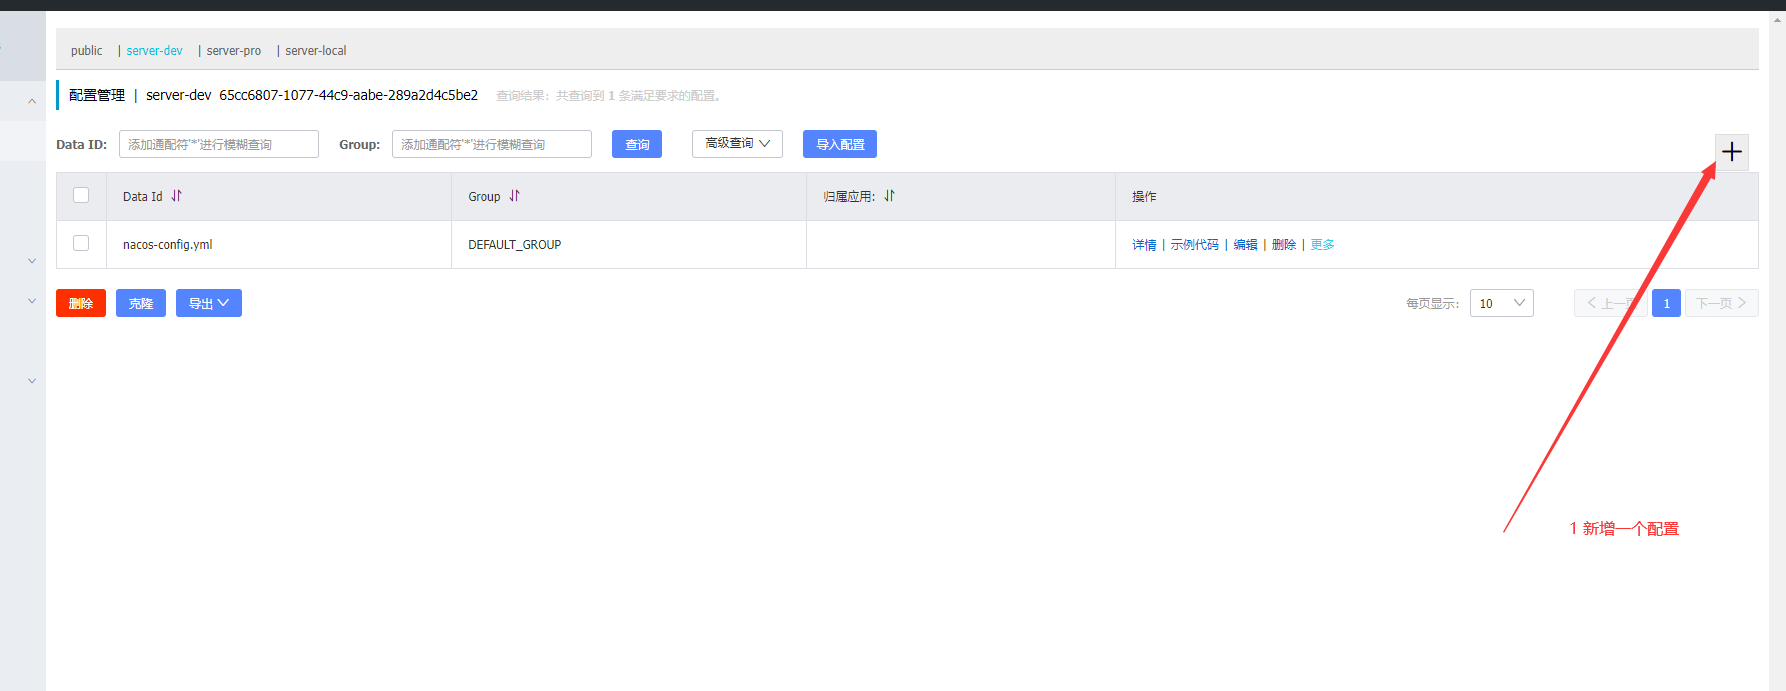 public | server-dev | server-pro | server-local
配置管理 | server-dev 65cc6807-1077-44c9-aabe-289a2d4c5be2 查询结果：共查询到 1 条满足要求的配置。
Data ID: 添加通配符'*'进行模糊查询 Group: 添加通配符'*'进行模糊查询 查询 高级查询 导入配置
Data Id Group 归属应用: 操作
nacos-config.yml DEFAULT_GROUP 详情 | 示例代码 | 编辑 | 删除 | 更多
删除 克隆 导出 每页显示: 10 上一页 1 下一页
1 新增一个配置